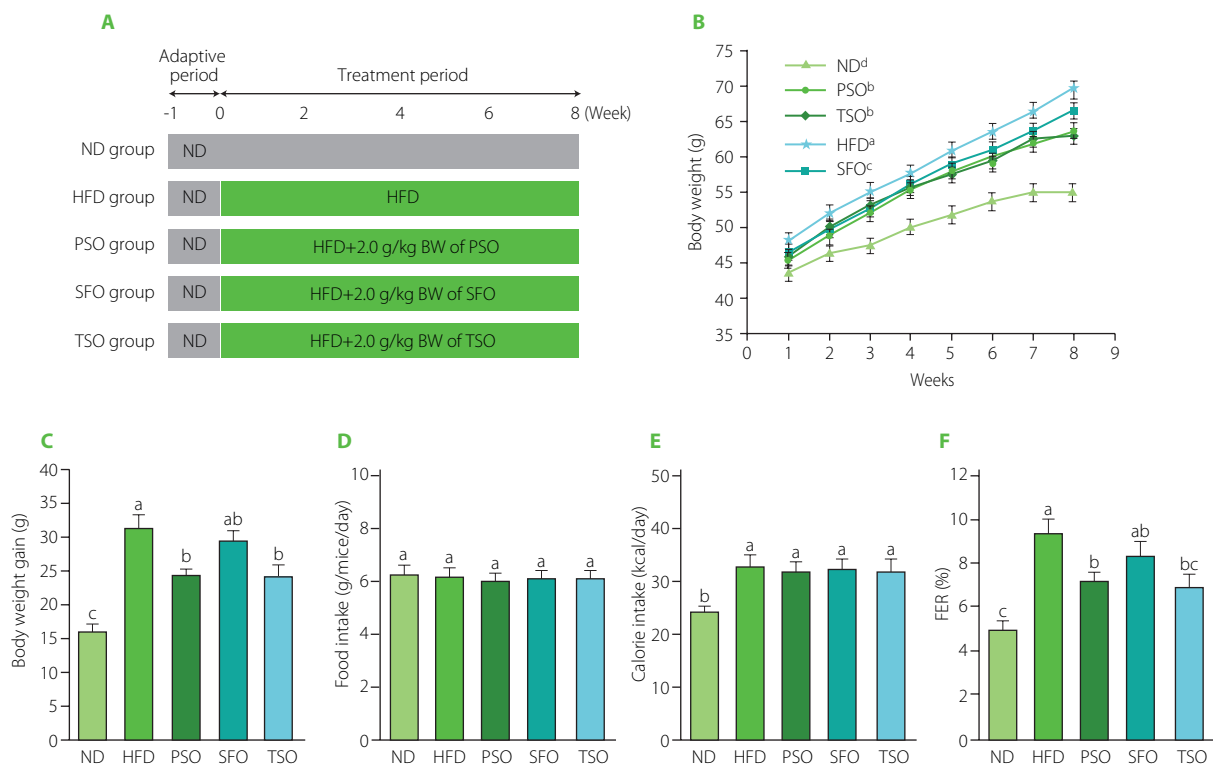 A
Adaptive
period
Treatment period
-1 0 2 4 6 8 (Week)
ND group ND
HFD group ND HFD
PSO group ND HFD+2.0 g/kg BW of PSO
SFO group ND HFD+2.0 g/kg BW of SFO
TSO group ND HFD+2.0 g/kg BW of TSO
B
Body weight (g)
75
70
65
60
55
50
45
40
35
NDᵈ
PSOᵇ
TSOᵇ
HFDᵃ
SFOᶜ
0 1 2 3 4 5 6 7 8 9
Weeks
C
Body weight gain (g)
40
35
30
25
20
15
10
5
0
c a b ab b
ND HFD PSO SFO TSO
D
Food intake (g/mice/day)
10
8
6
4
2
0
a a a a a
ND HFD PSO SFO TSO
E
Calorie intake (kcal/day)
50
40
30
20
10
0
b a a a a
ND HFD PSO SFO TSO
F
FER (%)
12
10
8
6
4
2
0
c a b ab bc
ND HFD PSO SFO TSO